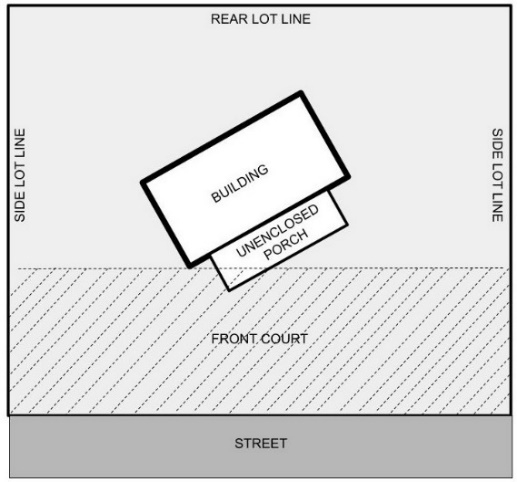 REAR LOT LINE
SIDE LOT LINE
SIDE LOT LINE
BUILDING
UNENCLOSED
PORCH
FRONT COURT
STREET